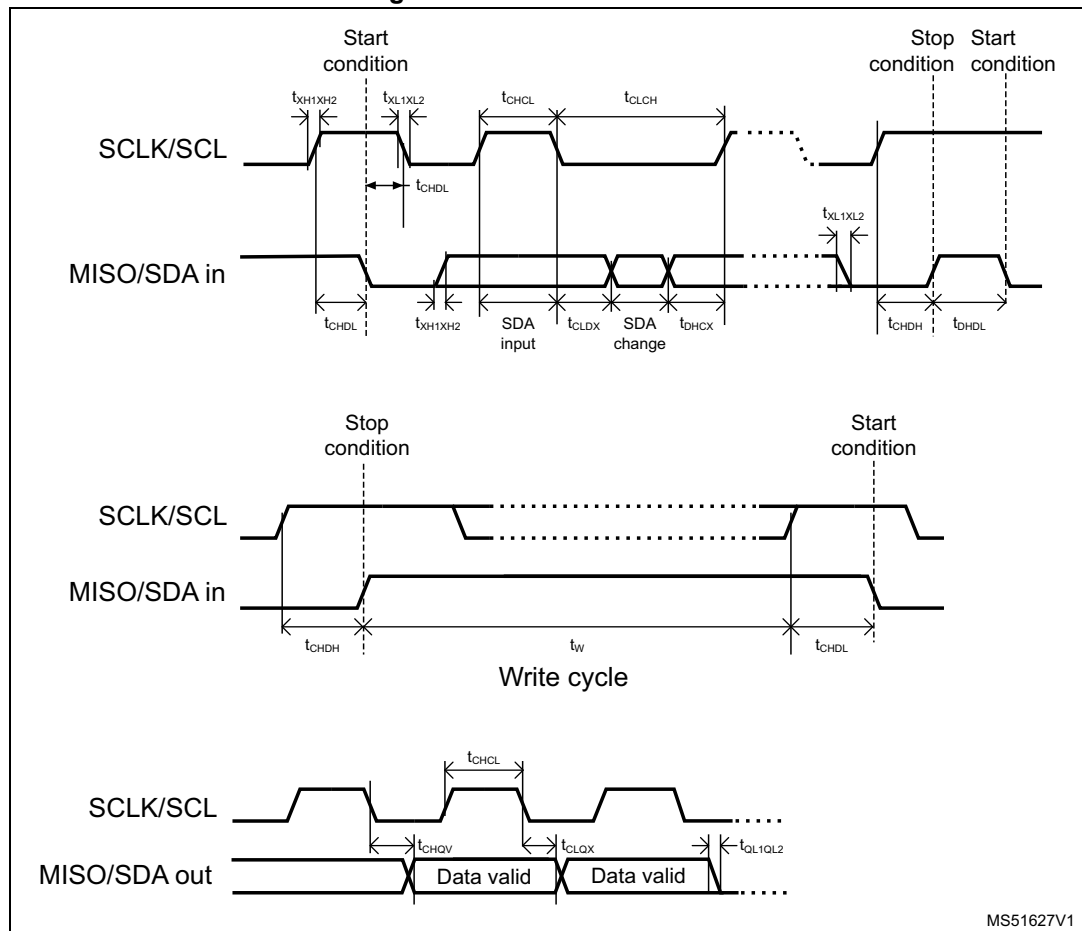 Start
condition
Stop
condition
Start
condition
tXH1XH2
tXL1XL2
tCHCL
tCLCH
SCLK/SCL
tCHDL
tXL1XL2
MISO/SDA in
tCHDL
tXH1XH2
SDA
input
tCLDX
SDA
change
tDHCX
tCHDH
tDHDL
Stop
condition
Start
condition
SCLK/SCL
MISO/SDA in
tCHDH
tW
tCHDL
Write cycle
tCHCL
SCLK/SCL
tCHQV
tCLQX
tQL1QL2
MISO/SDA out
Data valid
Data valid
MS51627V1